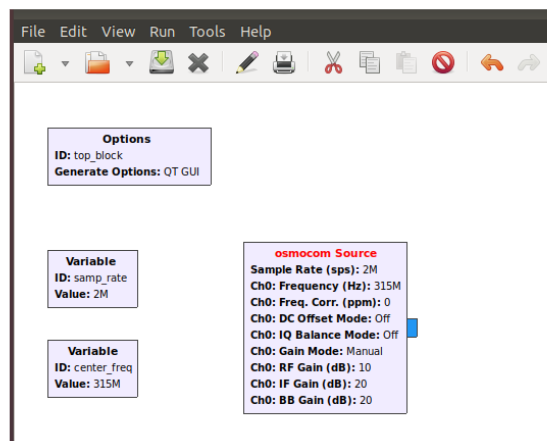 File Edit View Run Tools Help
Options
ID: top_block
Generate Options: QT GUI
Variable
ID: samp_rate
Value: 2M
Variable
ID: center_freq
Value: 315M
osmocom Source
Sample Rate (sps): 2M
Ch0: Frequency (Hz): 315M
Ch0: Freq. Corr. (ppm): 0
Ch0: DC Offset Mode: Off
Ch0: IQ Balance Mode: Off
Ch0: Gain Mode: Manual
Ch0: RF Gain (dB): 10
Ch0: IF Gain (dB): 20
Ch0: BB Gain (dB): 20